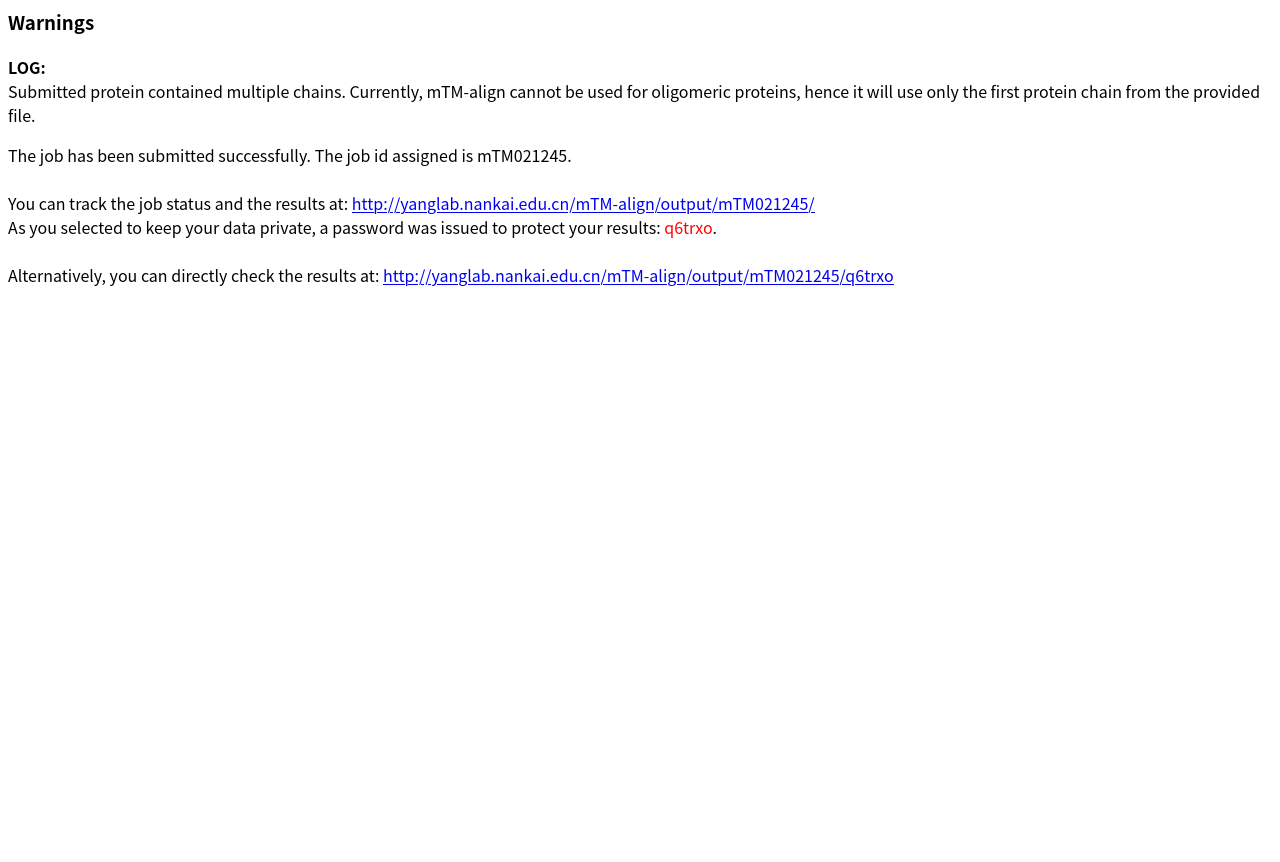 Warnings
LOG:
Submitted protein contained multiple chains. Currently, mTM-align cannot be used for oligomeric proteins, hence it will use only the first protein chain from the provided
file.
The job has been submitted successfully. The job id assigned is mTM021245.
You can track the job status and the results at: http://yanglab.nankai.edu.cn/mTM-align/output/mTM021245/
As you selected to keep your data private, a password was issued to protect your results: q6trxo.
Alternatively, you can directly check the results at: http://yanglab.nankai.edu.cn/mTM-align/output/mTM021245/q6trxo